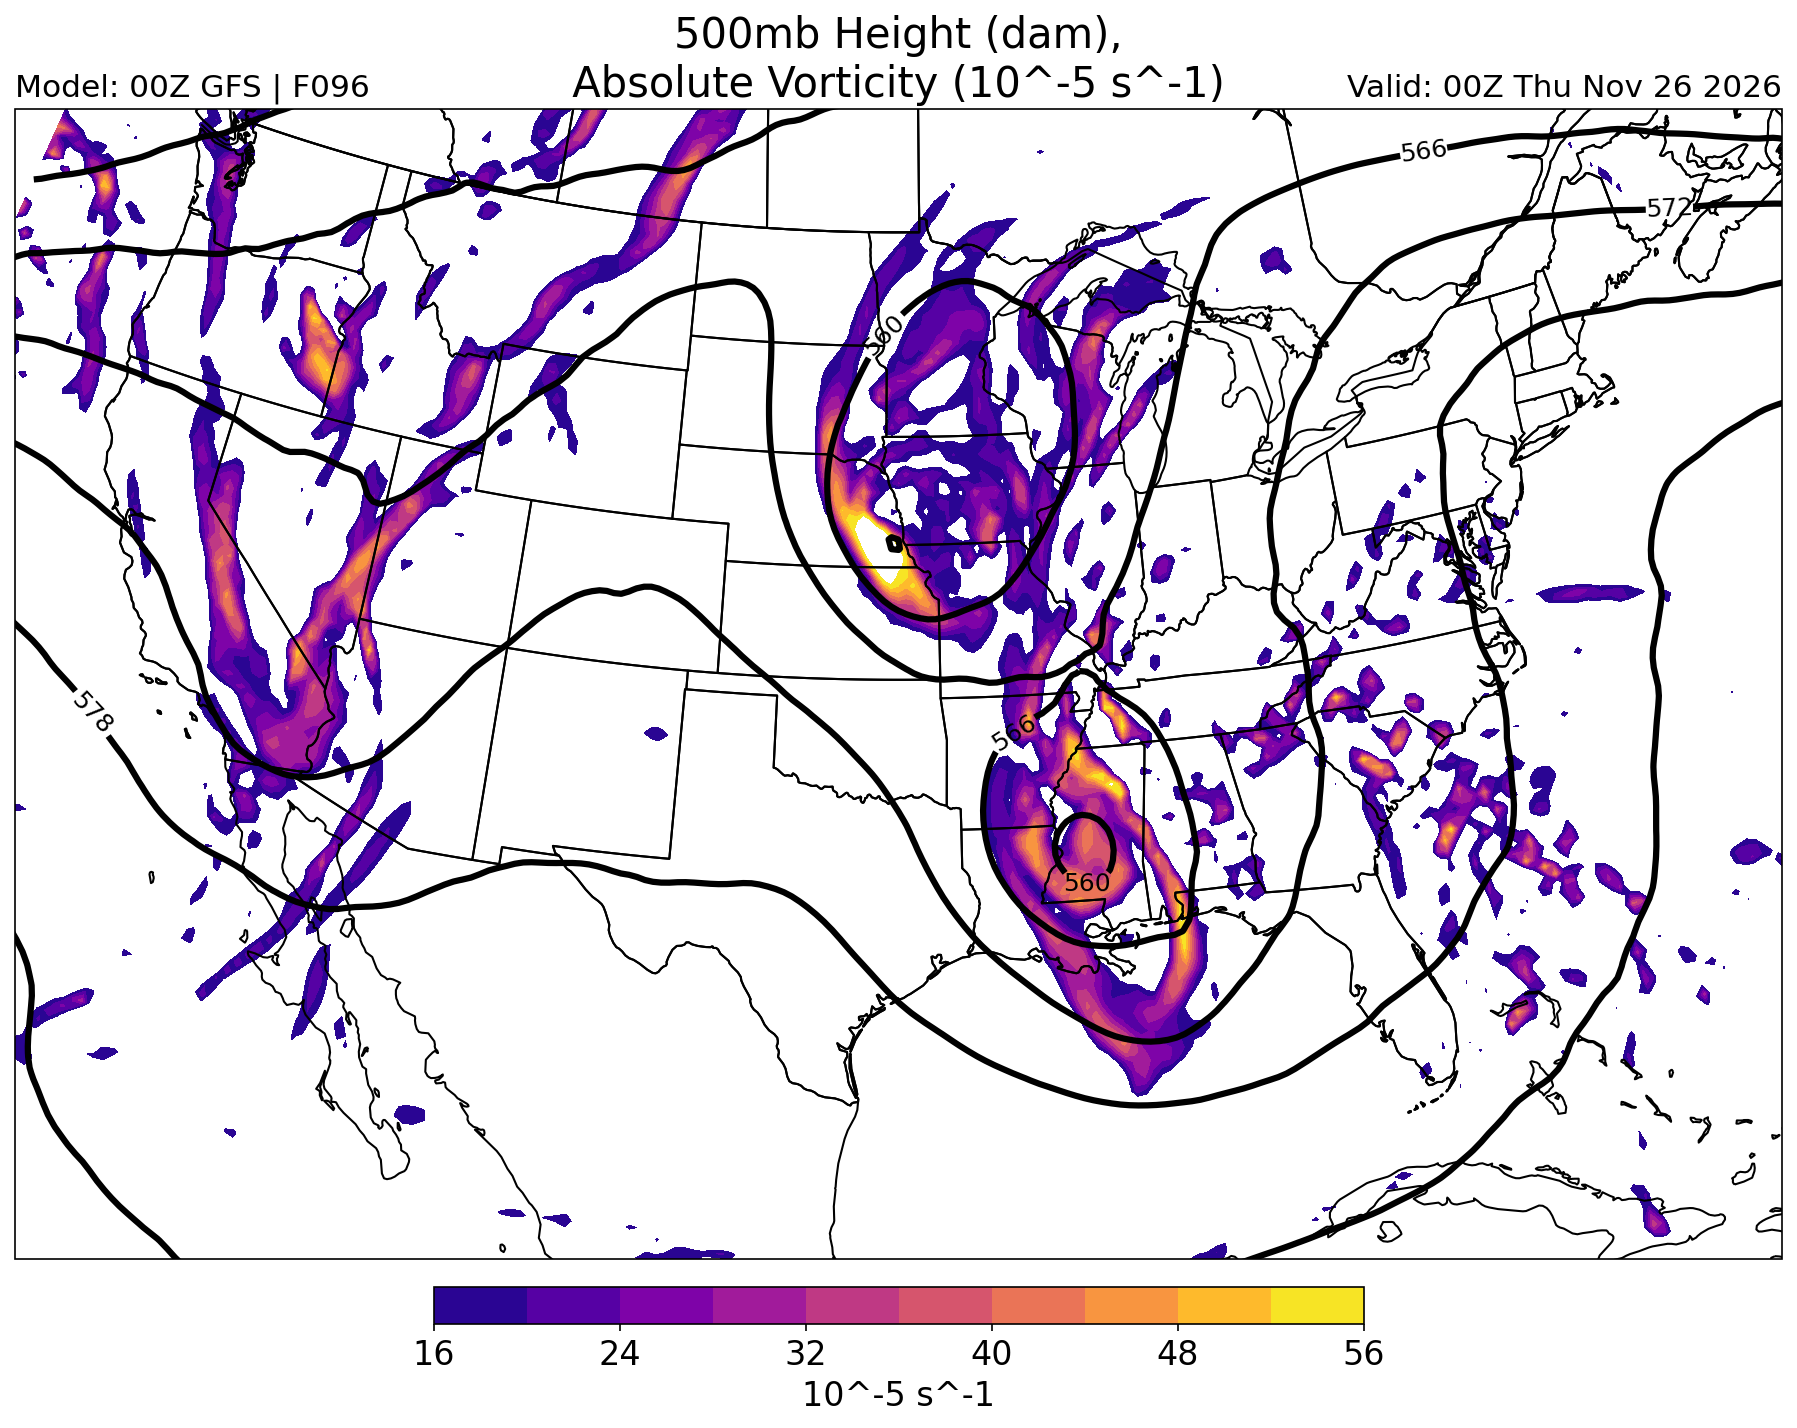 500mb Height (dam),
Model: 00Z GFS | F096
Absolute Vorticity (10^-5 s^-1)
Valid: 00Z Thu Nov 26 2026
566
572
560
578
566
560
16 24 32 40 48 56
10^-5 s^-1